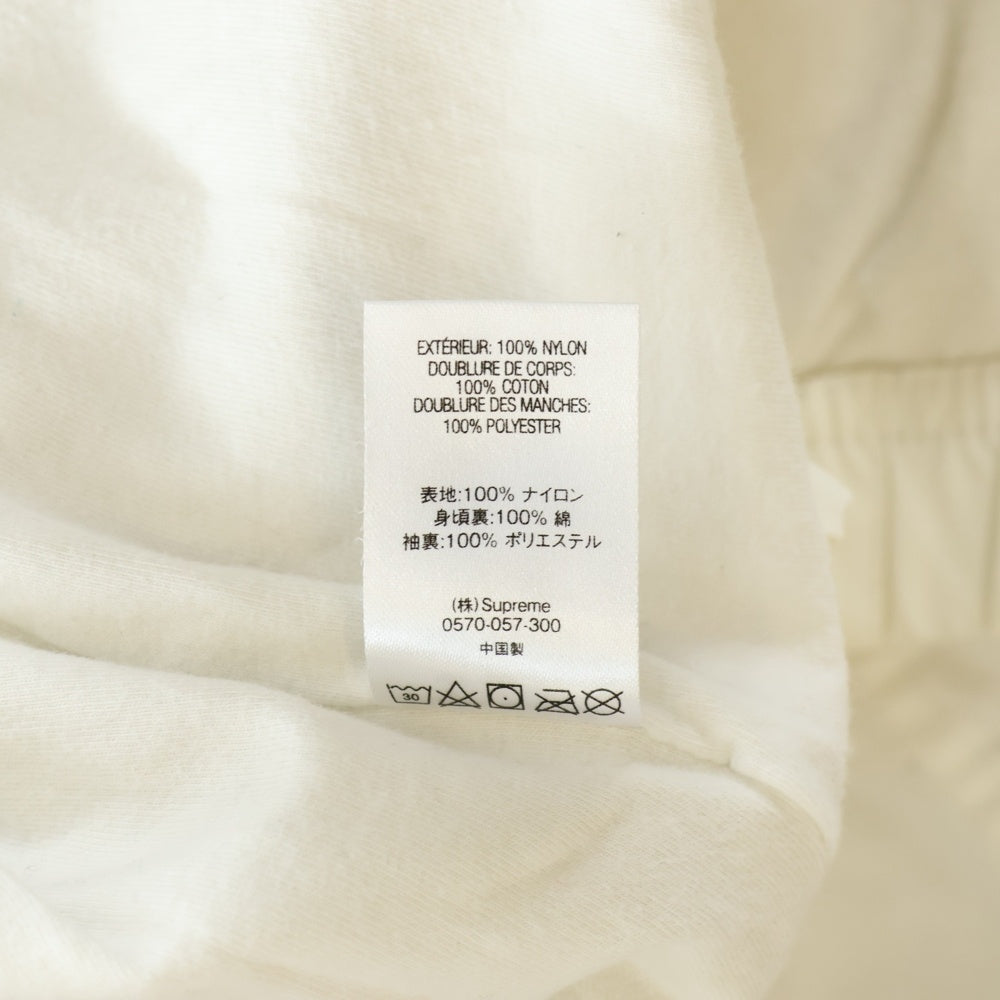 EXTÉRIEUR: 100% NYLON
DOUBLURE DE CORPS:
100% COTON
DOUBLURE DES MANCHES:
100% POLYESTER
表地:100% ナイロン
身頃裏:100% 綿
袖裏:100% ポリエステル
(株)Supreme
0570-057-300
中国製
30